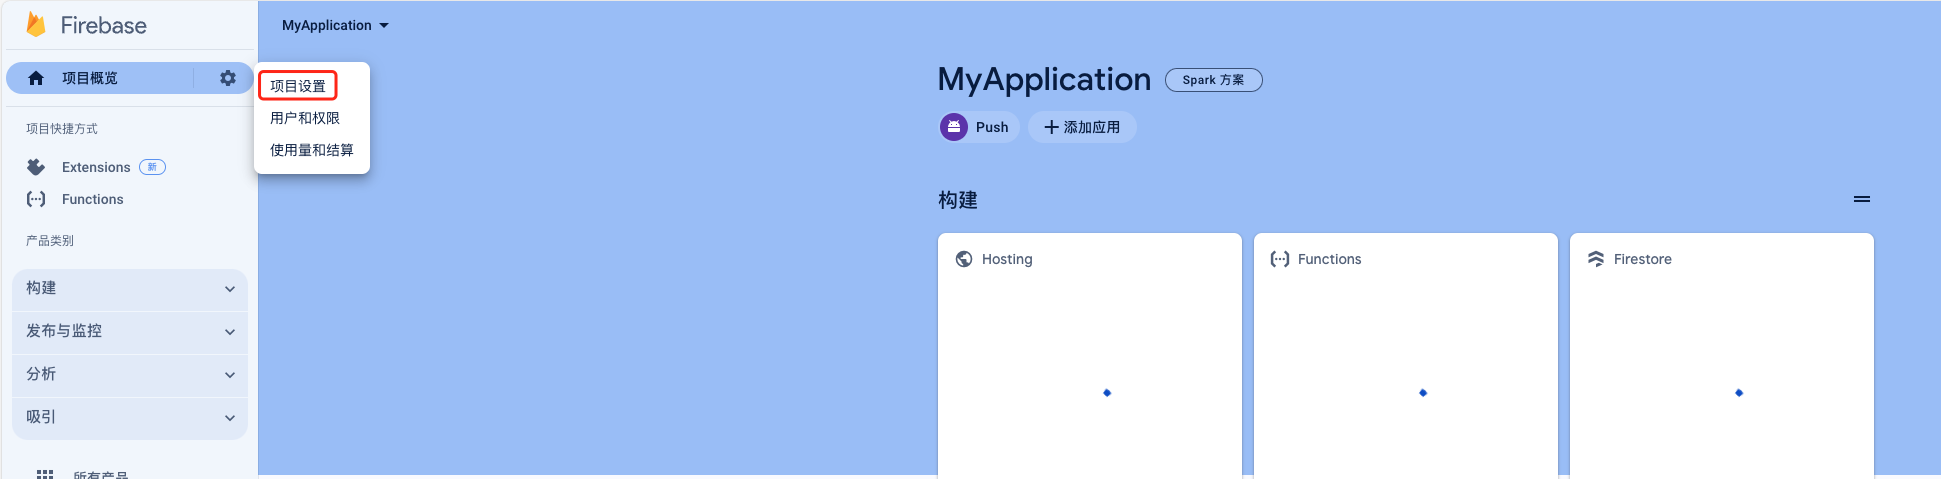 Firebase
MyApplication
项目概览
项目设置
用户和权限
使用量和结算
项目快捷方式
Extensions 新
Functions
产品类别
构建
发布与监控
分析
吸引
所有产品
MyApplication Spark 方案
Push 添加应用
构建
Hosting
Functions
Firestore